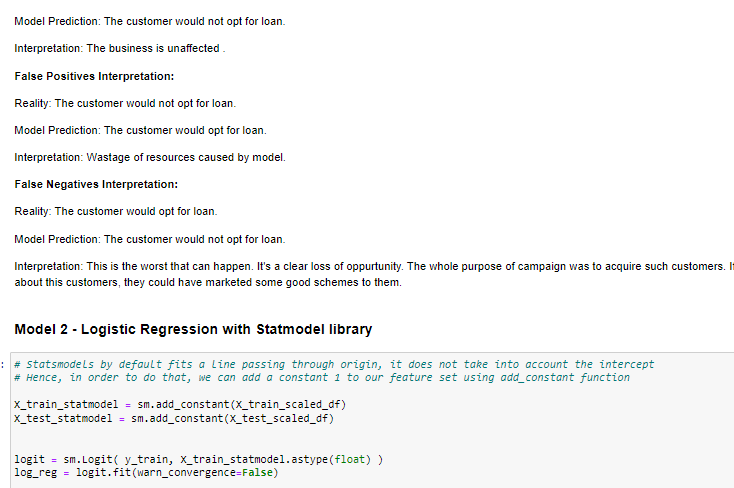 Model Prediction: The customer would not opt for loan.
Interpretation: The business is unaffected .
False Positives Interpretation:
Reality: The customer would not opt for loan.
Model Prediction: The customer would opt for loan.
Interpretation: Wastage of resources caused by model.
False Negatives Interpretation:
Reality: The customer would opt for loan.
Model Prediction: The customer would not opt for loan.
Interpretation: This is the worst that can happen. It's a clear loss of oppurtunity. The whole purpose of campaign was to acquire such customers.
about this customers, they could have marketed some good schemes to them.
Model 2 - Logistic Regression with Statmodel library
: # Statsmodels by default fits a line passing through origin, it does not take into account the intercept
# Hence, in order to do that, we can add a constant 1 to our feature set using add_constant function
X_train_statmodel = sm.add_constant(X_train_scaled_df)
X_test_statmodel = sm.add_constant(X_test_scaled_df)
logit = sm.Logit( y_train, X_train_statmodel.astype(float) )
log_reg = logit.fit(warn_convergence=False)